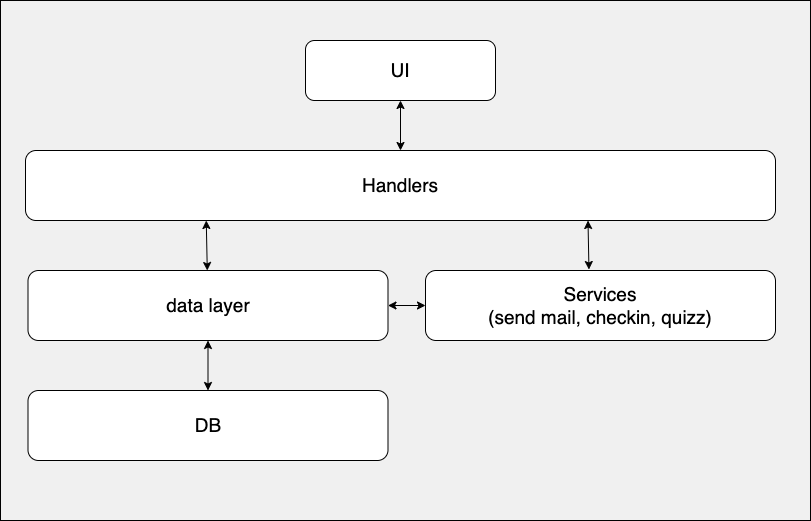 UI
Handlers
data layer
Services
(send mail, checkin, quizz)
DB